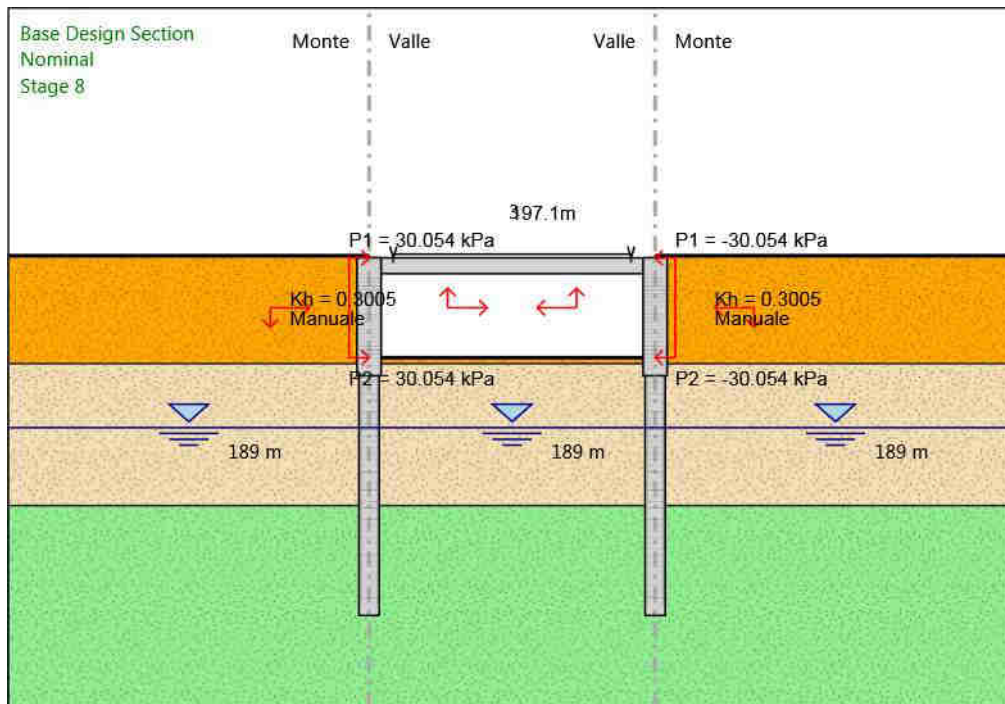 Base Design Section
Nominal
Stage 8
Monte Valle Valle Monte
197.1m
P1 = 30.054 kPa P1 = -30.054 kPa
Kh = 0.3005 Kh = 0.3005
Manuale Manuale
P2 = 30.054 kPa P2 = -30.054 kPa
189 m 189 m 189 m